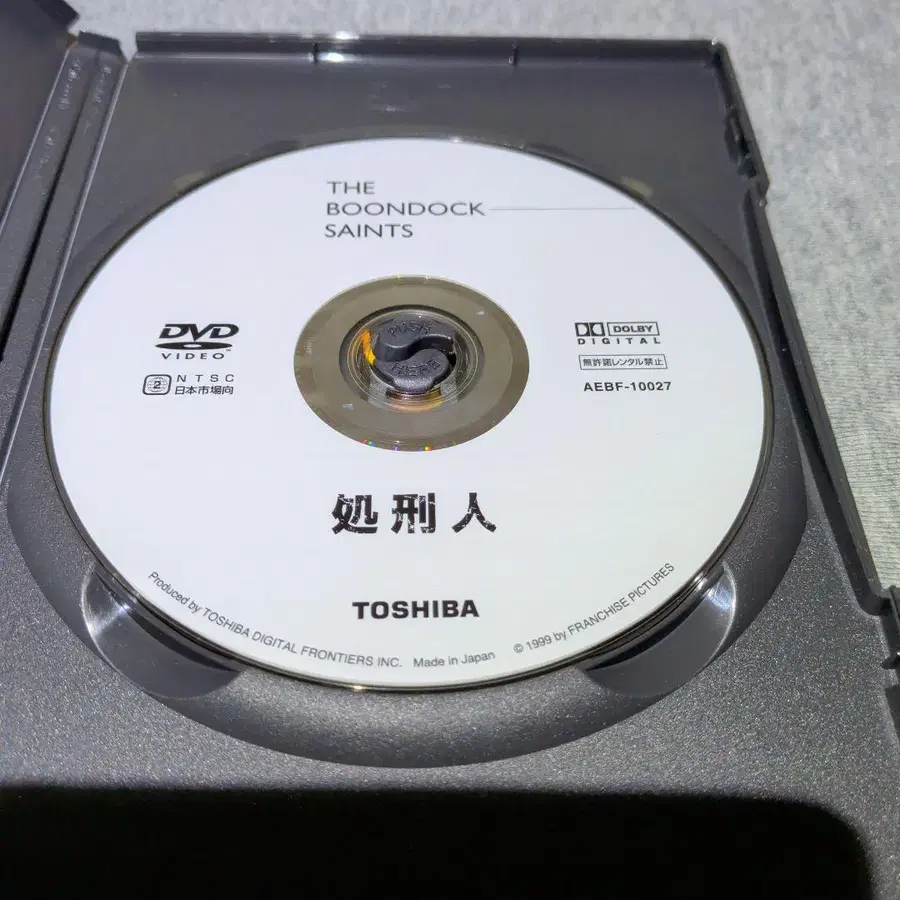 THE
BOONDOCK
SAINTS
DVD
VIDEO™
2 NTSC
日本市場向
DOLBY
DIGITAL
無許諾レンタル禁止
AEBF-10027
PUSH
HERE
処刑人
TOSHIBA
Produced by TOSHIBA DIGITAL FRONTIERS INC. Made in Japan © 1999 by FRANCHISE PICTURES